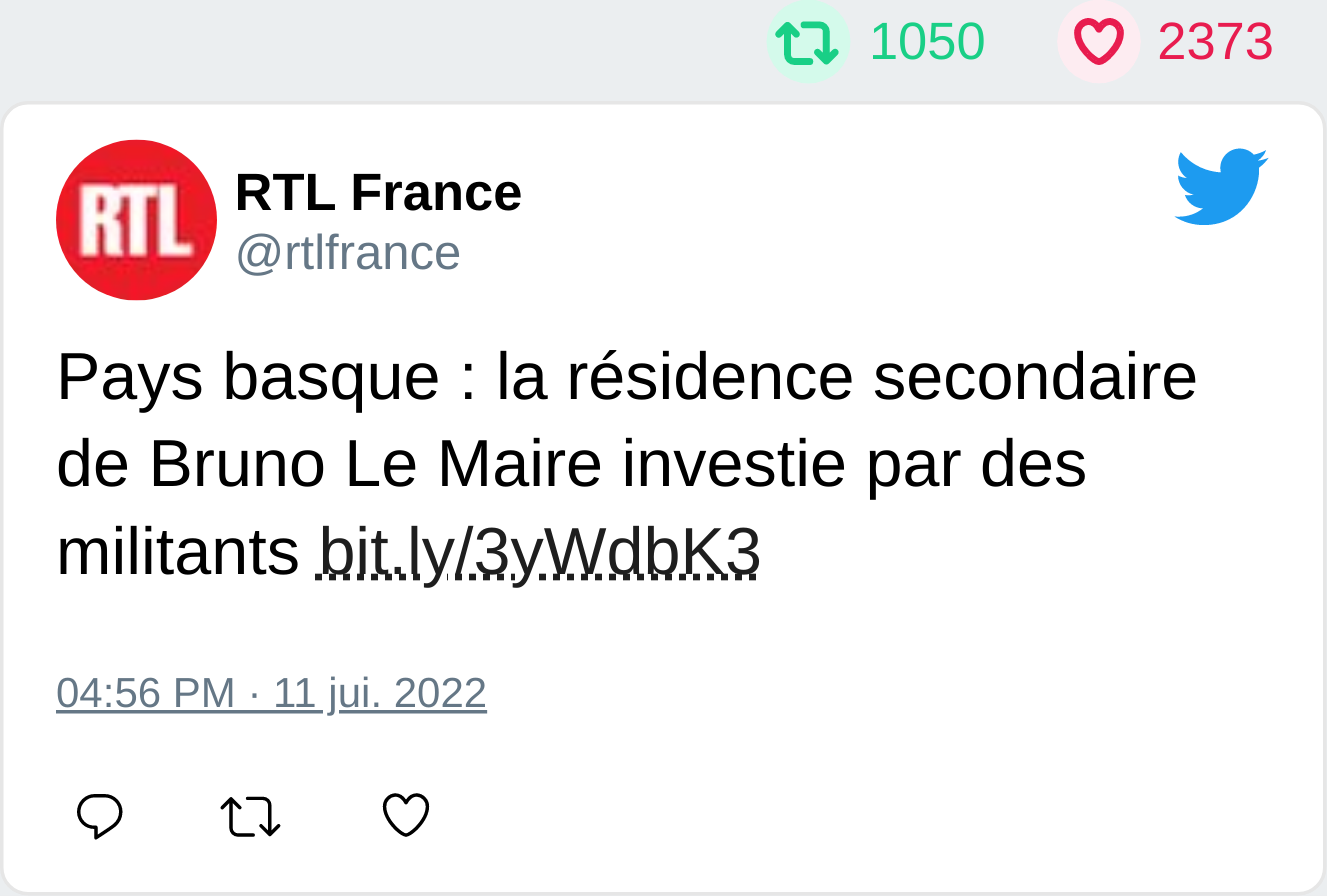 1050 2373
RTL
RTL France
@rtlfrance
Pays basque : la résidence secondaire
de Bruno Le Maire investie par des
militants bit.ly/3yWdbK3
04:56 PM · 11 jui. 2022